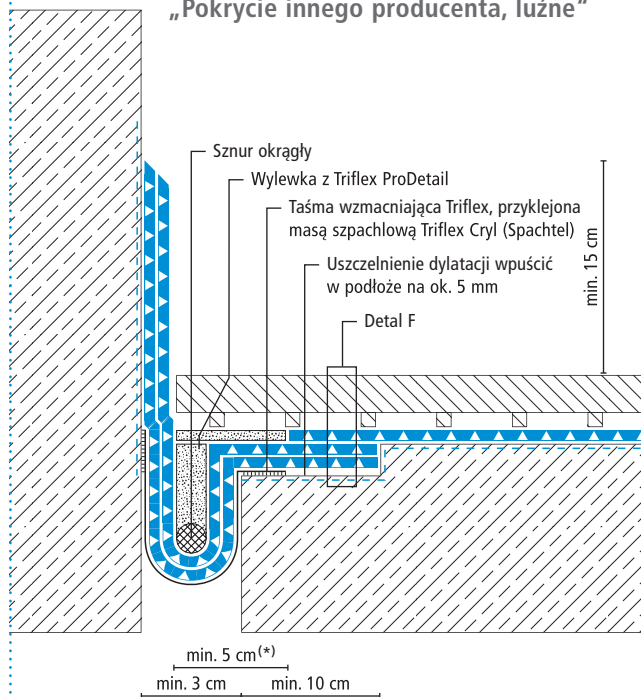 „Pokrycie innego producenta, luźne“
Sznur okrągły
Wylewka z Triflex ProDetail
Taśma wzmacniająca Triflex, przyklejona
masą szpachlową Triflex Cryl (Spachtel)
Uszczelnienie dylatacji wpuścić
w podłoże na ok. 5 mm
Detal F
min. 15 cm
min. 5 cm(*)
min. 3 cm
min. 10 cm